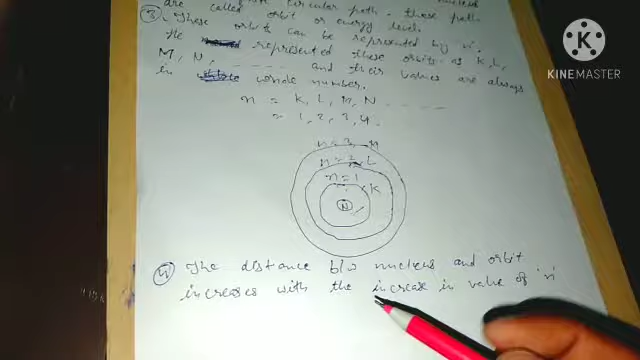 are called orbit or energy level.
③ These orbit can be represented by 'n'.
He represented these orbits as K, L,
M, N, - - - - - - and their values are always
in whole number.
n = K, L, M, N - - - -
= 1, 2, 3, 4.
n = 3, M
n = 2, L
n = 1
K
N
④ The distance b/w nucleus and orbit
increases with the increase in value of 'n'
K
KINEMASTER